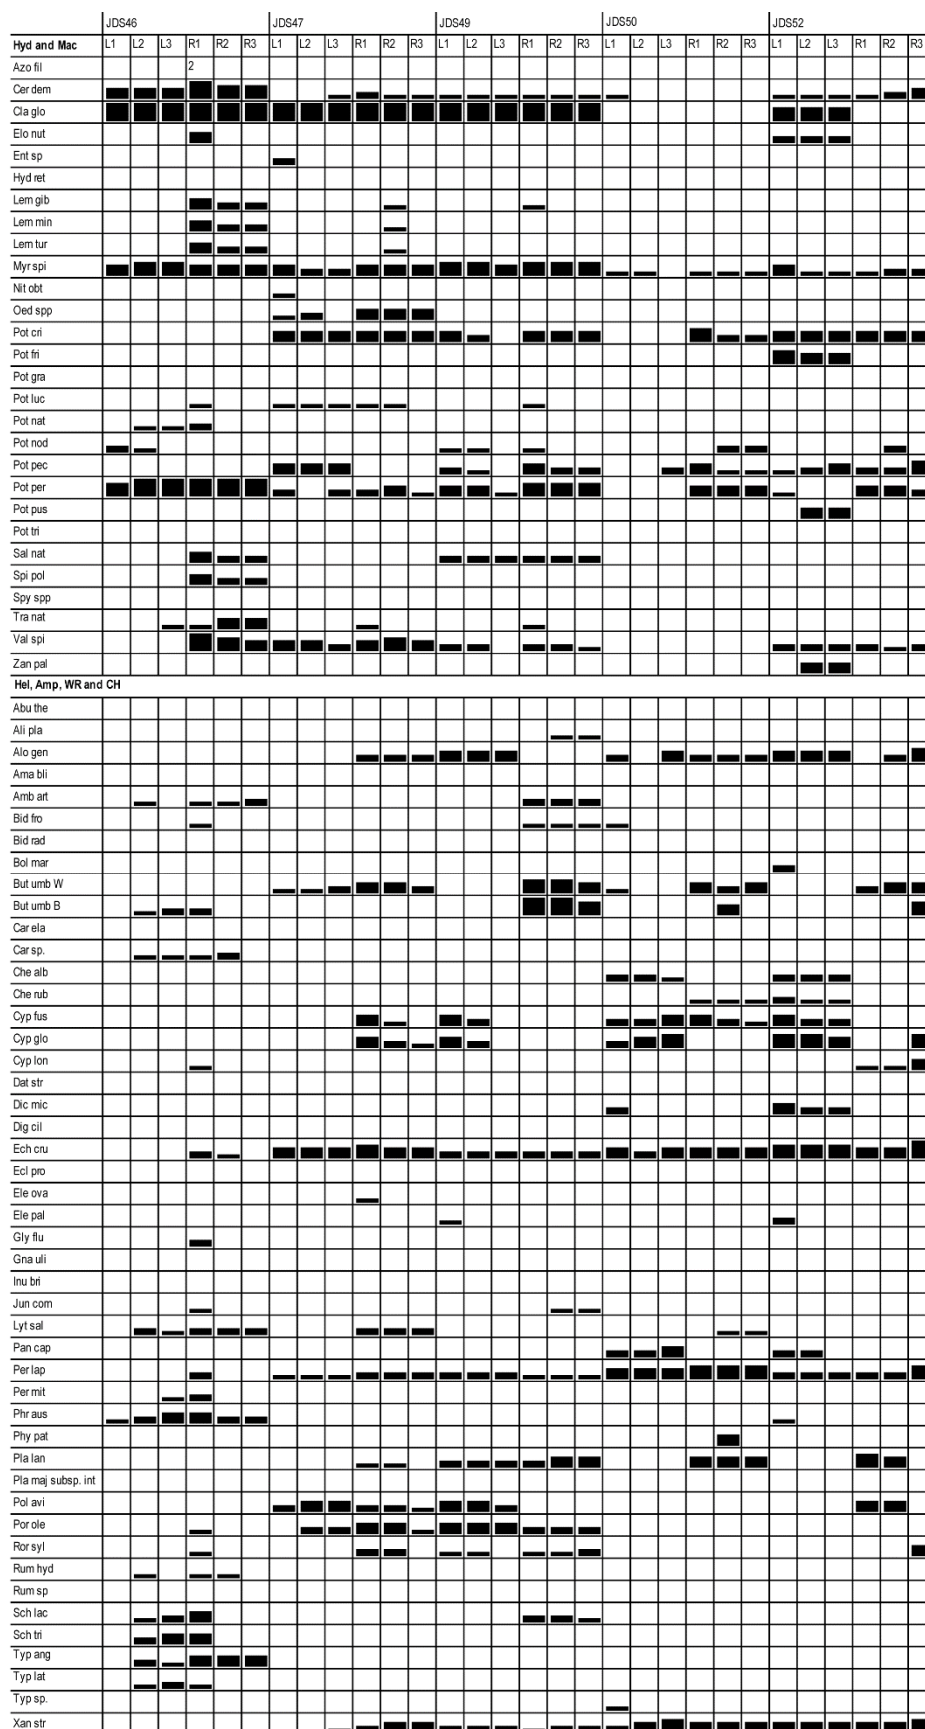 JDS46 JDS47 JDS49 JDS50 JDS52
Hyd and Mac L1 L2 L3 R1 R2 R3 L1 L2 L3 R1 R2 R3 L1 L2 L3 R1 R2 R3 L1 L2 L3 R1 R2 R3 L1 L2 L3 R1 R2 R3
Azo fil 2
Cer dem
Cla glo
Elo nut
Ent sp
Hyd ret
Lem gib
Lem min
Lem tur
Myr spi
Nit obt
Oed spp
Pot cri
Pot fri
Pot gra
Pot luc
Pot nat
Pot nod
Pot pec
Pot per
Pot pus
Pot tri
Sal nat
Spi pol
Spy spp
Tra nat
Val spi
Zan pal
Hel, Amp, WR and CH
Abu the
Ali pla
Alo gen
Ama bli
Amb art
Bid fro
Bid rad
Bol mar
But umb W
But umb B
Car ela
Car sp.
Che alb
Che rub
Cyp fus
Cyp glo
Cyp lon
Dat str
Dic mic
Dig cil
Ech cru
Ecl pro
Ele ova
Ele pal
Gly flu
Gna uli
Inu bri
Jun com
Lyt sal
Pan cap
Per lap
Per mit
Phr aus
Phy pat
Pla lan
Pla maj subsp. int
Pol avi
Por ole
Ror syl
Rum hyd
Rum sp
Sch lac
Sch tri
Typ ang
Typ lat
Typ sp.
Xan str